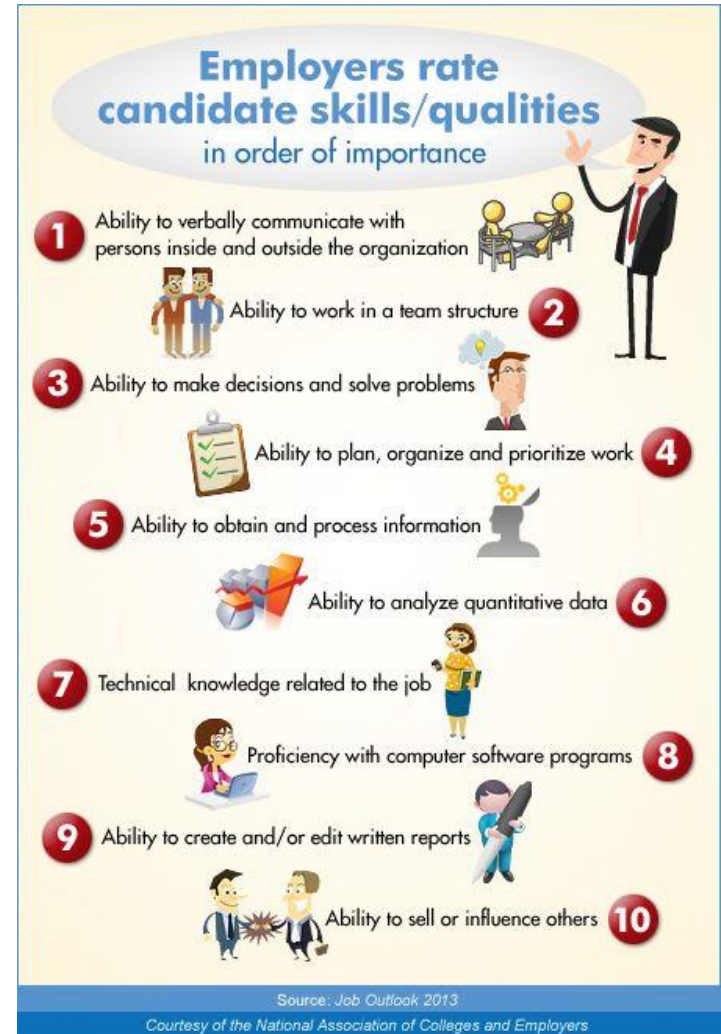 Employers rate
candidate skills/qualities
in order of importance
1
Ability to verbally communicate with
persons inside and outside the organization
Ability to work in a team structure
2
3
Ability to make decisions and solve problems
Ability to plan, organize and prioritize work
4
5
Ability to obtain and process information
Ability to analyze quantitative data
6
7
Technical knowledge related to the job
Proficiency with computer software programs
8
9
Ability to create and/or edit written reports
Ability to sell or influence others
10
Source: Job Outlook 2013
Courtesy of the National Association of Colleges and Employers